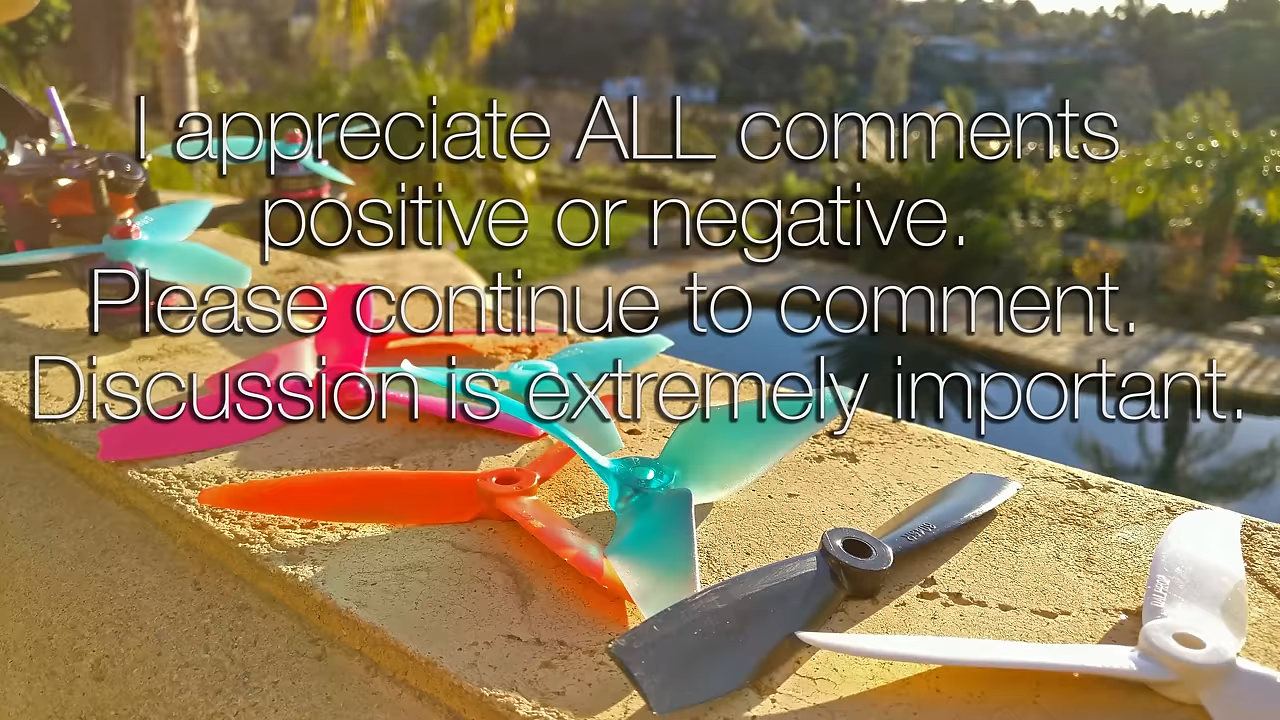 I appreciate ALL comments
positive or negative.
Please continue to comment.
Discussion is extremely important.